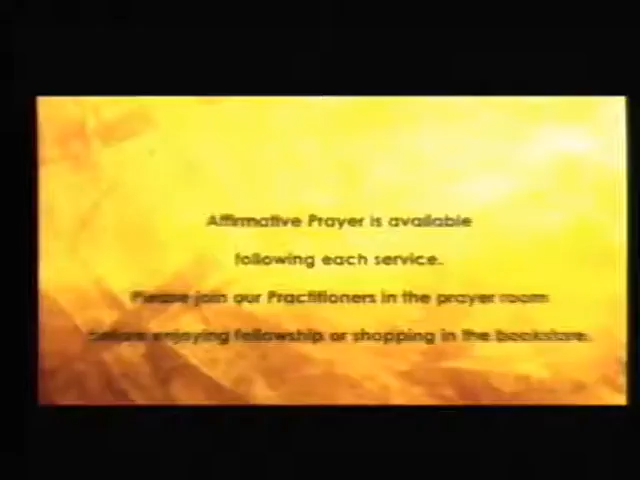 Affirmative Prayer is available
following each service.
Please join our Practitioners in the prayer room
before enjoying fellowship or shopping in the bookstore.